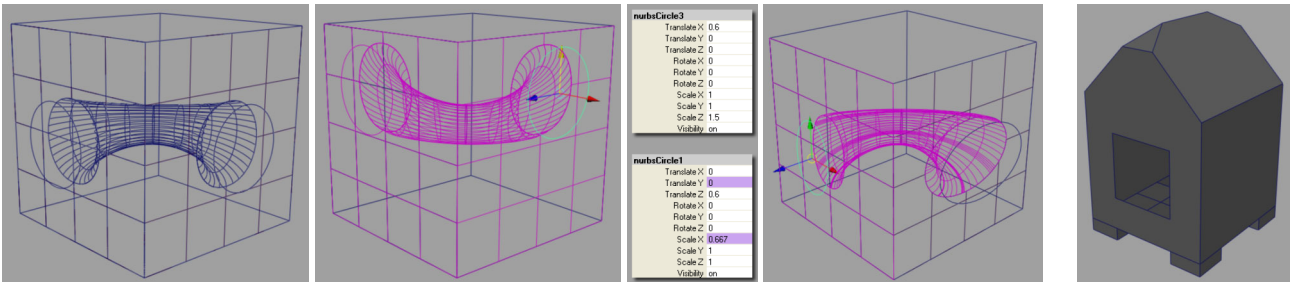 nurbsCircle3
Translate X 0.6
Translate Y 0
Translate Z 0
Rotate X 0
Rotate Y 0
Rotate Z 0
Scale X 1
Scale Y 1
Scale Z 1.5
Visibility on
nurbsCircle1
Translate X 0
Translate Y 0
Translate Z 0.6
Rotate X 0
Rotate Y 0
Rotate Z 0
Scale X 0.667
Scale Y 1
Scale Z 1
Visibility on